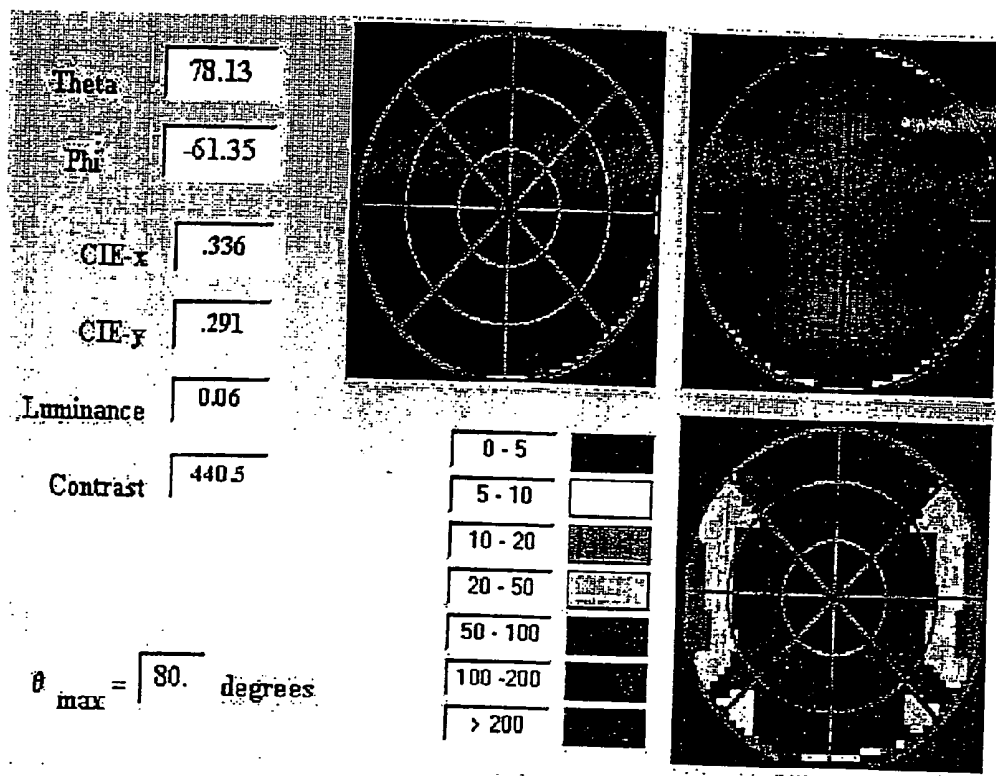 Theta 78.13
Phi -61.35
CIE-x .336
CIE-y .291
Luminance 0.06
Contrast 440.5
0 - 5
5 - 10
10 - 20
20 - 50
50 - 100
100 -200
> 200
θ max = 80. degrees